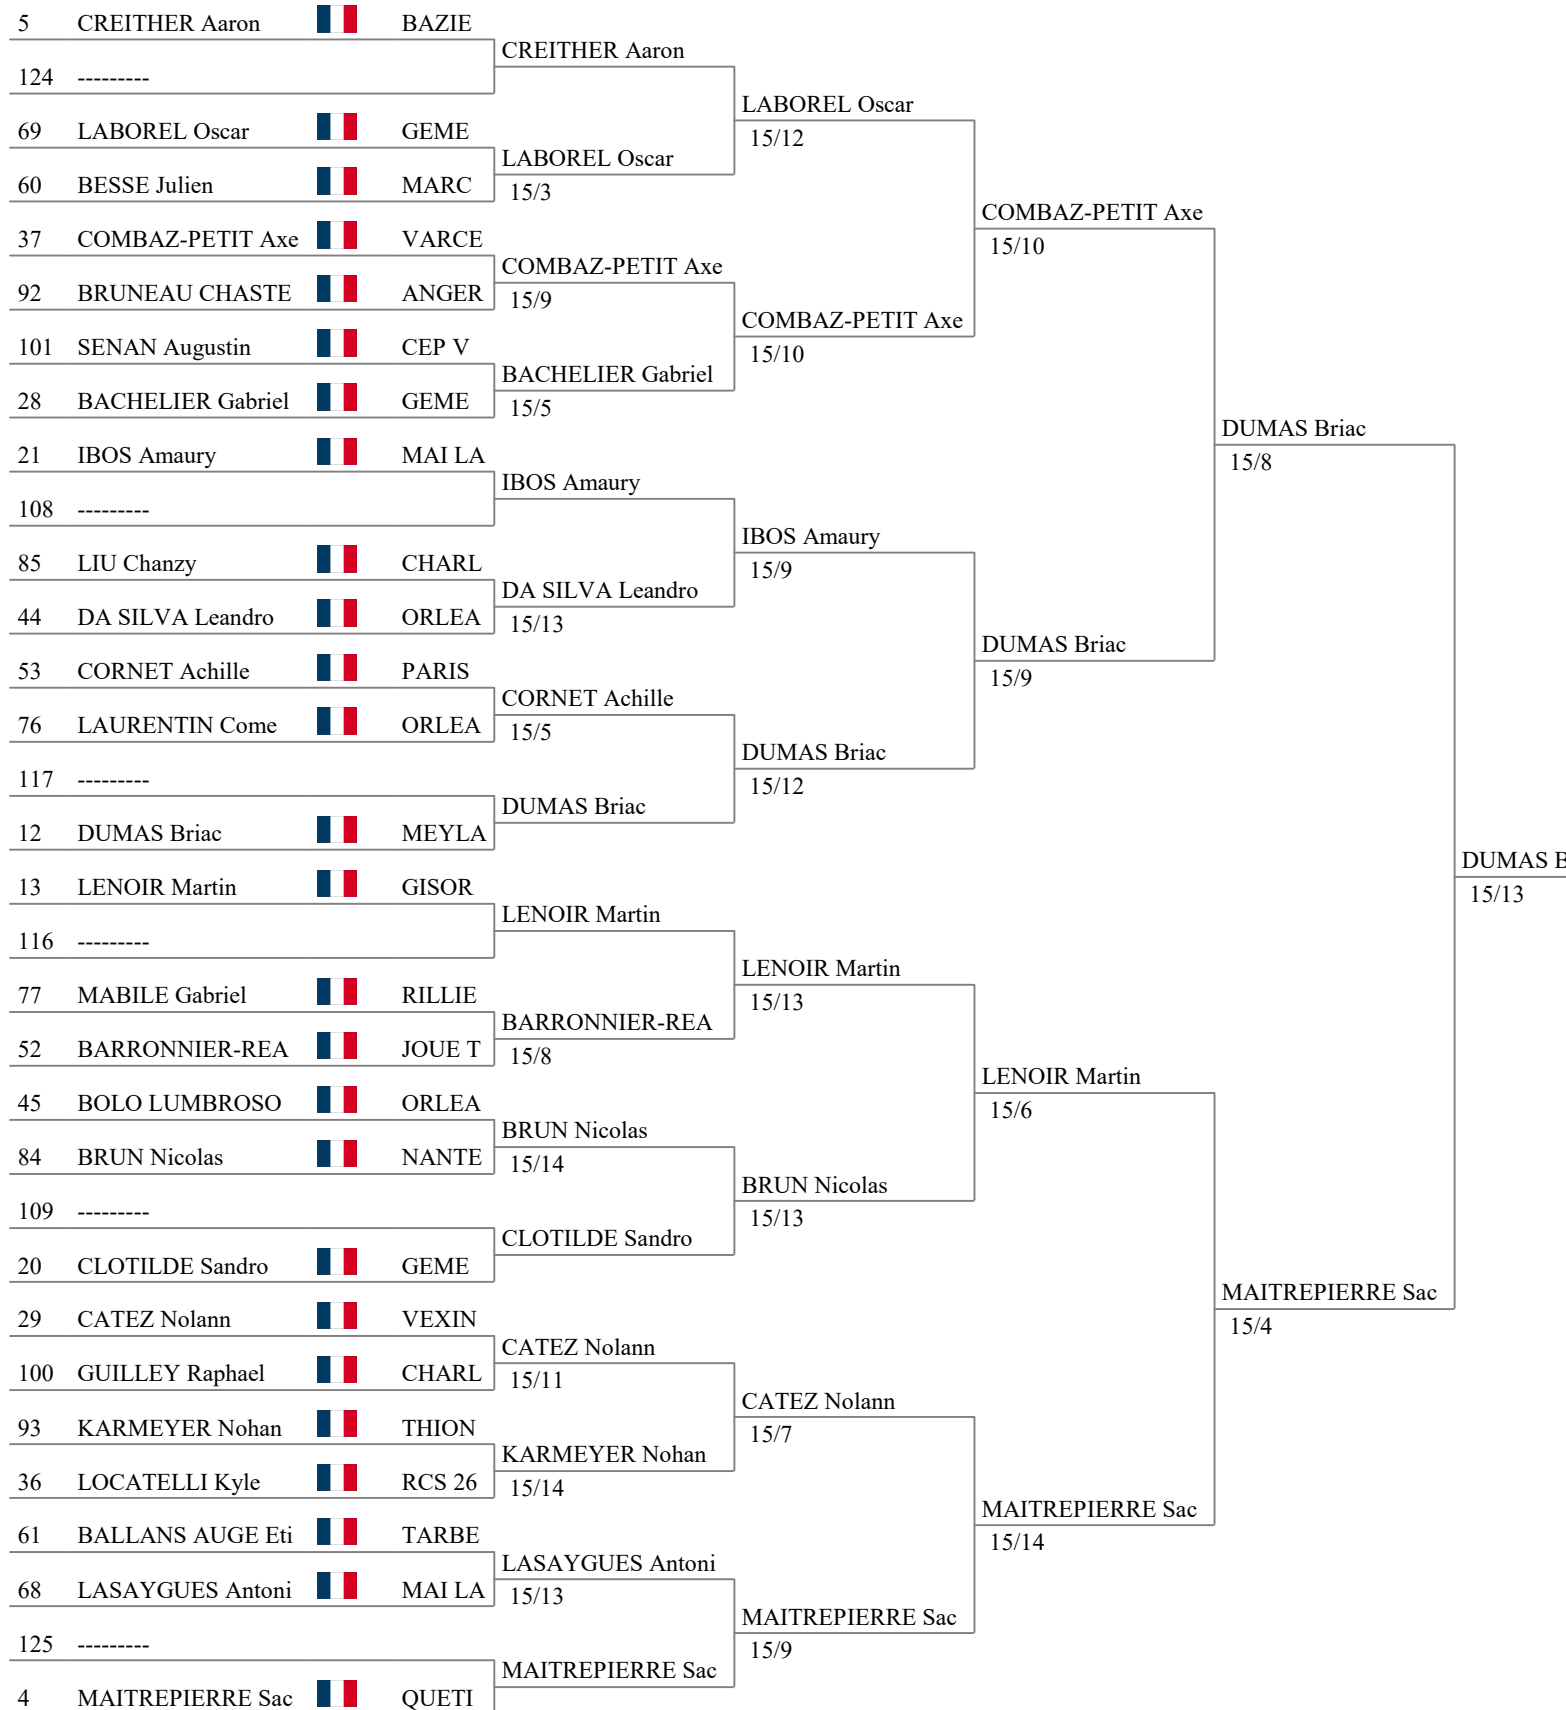 5 CREITHER Aaron BAZIE
CREITHER Aaron
124 ---------
LABOREL Oscar
15/12
69 LABOREL Oscar GEME
LABOREL Oscar
15/3
60 BESSE Julien MARC
COMBAZ-PETIT Axe
15/10
37 COMBAZ-PETIT Axe VARCE
COMBAZ-PETIT Axe
15/9
92 BRUNEAU CHASTE ANGER
COMBAZ-PETIT Axe
15/10
101 SENAN Augustin CEP V
BACHELIER Gabriel
15/5
28 BACHELIER Gabriel GEME
DUMAS Briac
15/8
21 IBOS Amaury MAI LA
IBOS Amaury
108 ---------
IBOS Amaury
15/9
85 LIU Chanzy CHARL
DA SILVA Leandro
15/13
44 DA SILVA Leandro ORLEA
DUMAS Briac
15/9
53 CORNET Achille PARIS
CORNET Achille
15/5
76 LAURENTIN Come ORLEA
DUMAS Briac
15/12
117 ---------
DUMAS Briac
12 DUMAS Briac MEYLA
DUMAS B
15/13
13 LENOIR Martin GISOR
LENOIR Martin
116 ---------
LENOIR Martin
15/13
77 MABILE Gabriel RILLIE
BARRONNIER-REA
15/8
52 BARRONNIER-REA JOUE T
LENOIR Martin
15/6
45 BOLO LUMBROSO ORLEA
BRUN Nicolas
15/14
84 BRUN Nicolas NANTE
BRUN Nicolas
15/13
109 ---------
CLOTILDE Sandro
20 CLOTILDE Sandro GEME
MAITREPIERRE Sac
15/4
29 CATEZ Nolann VEXIN
CATEZ Nolann
15/11
100 GUILLEY Raphael CHARL
CATEZ Nolann
15/7
93 KARMEYER Nohan THION
KARMEYER Nohan
15/14
36 LOCATELLI Kyle RCS 26
MAITREPIERRE Sac
15/14
61 BALLANS AUGE Eti TARBE
LASAYGUES Antoni
15/13
68 LASAYGUES Antoni MAI LA
MAITREPIERRE Sac
15/9
125 ---------
MAITREPIERRE Sac
4 MAITREPIERRE Sac QUETI